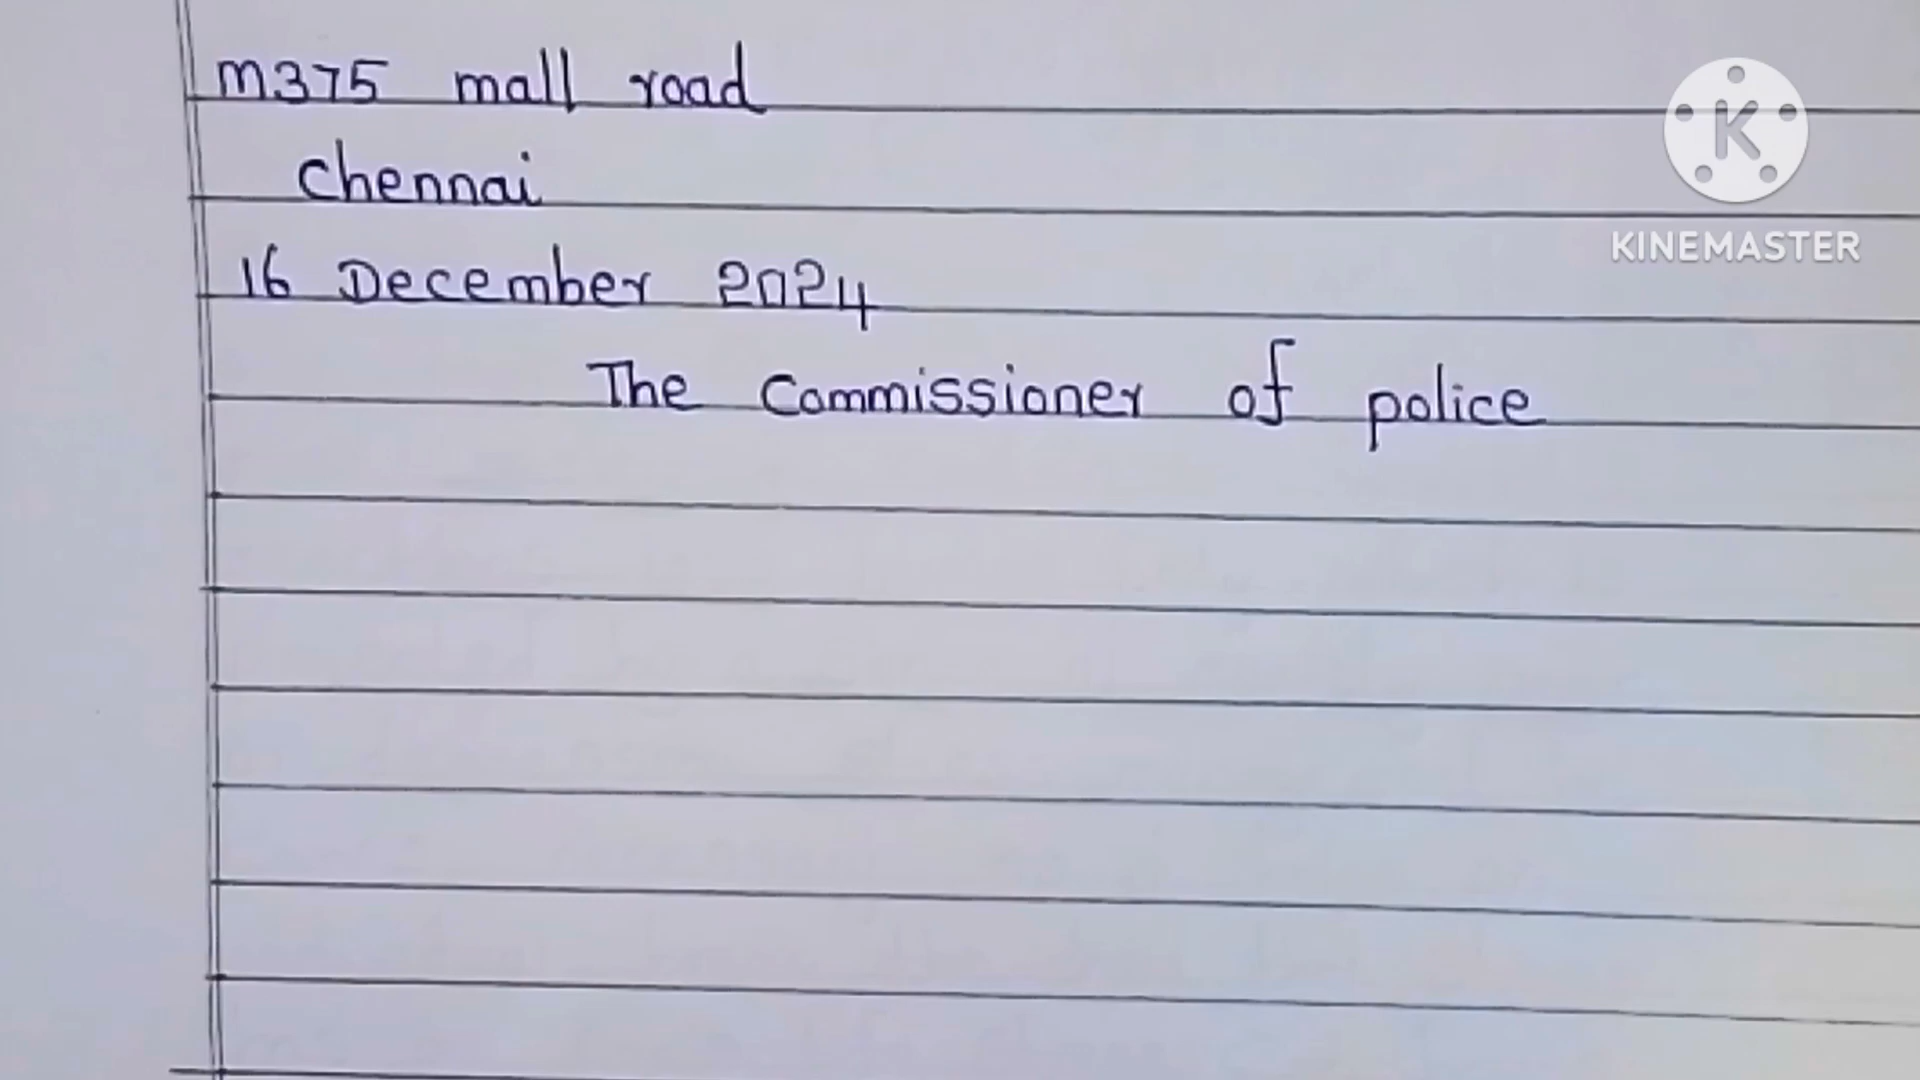 m375 mall road
Chennai
16 December 2024
The Commissioner of police
K
KINEMASTER